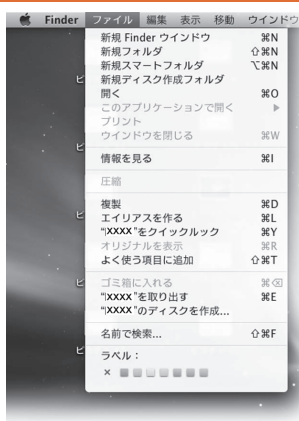 Finder ファイル 編集 表示 移動 ウインドウ
新規 Finder ウインドウ ⌘N
新規フォルダ ⇧⌘N
新規スマートフォルダ ⌥⌘N
新規ディスク作成フォルダ
開く ⌘O
このアプリケーションで開く ▶
プリント
ウインドウを閉じる ⌘W
情報を見る ⌘I
圧縮
複製 ⌘D
エイリアスを作る ⌘L
“XXXX”をクイックルック ⌘Y
オリジナルを表示 ⌘R
よく使う項目に追加 ⇧⌘T
ゴミ箱に入れる ⌘⌫
“XXXX”を取り出す ⌘E
“XXXX”のディスクを作成...
名前で検索... ⇧⌘F
ラベル：
×
ピ
ピ
ピ
ピ
ピ